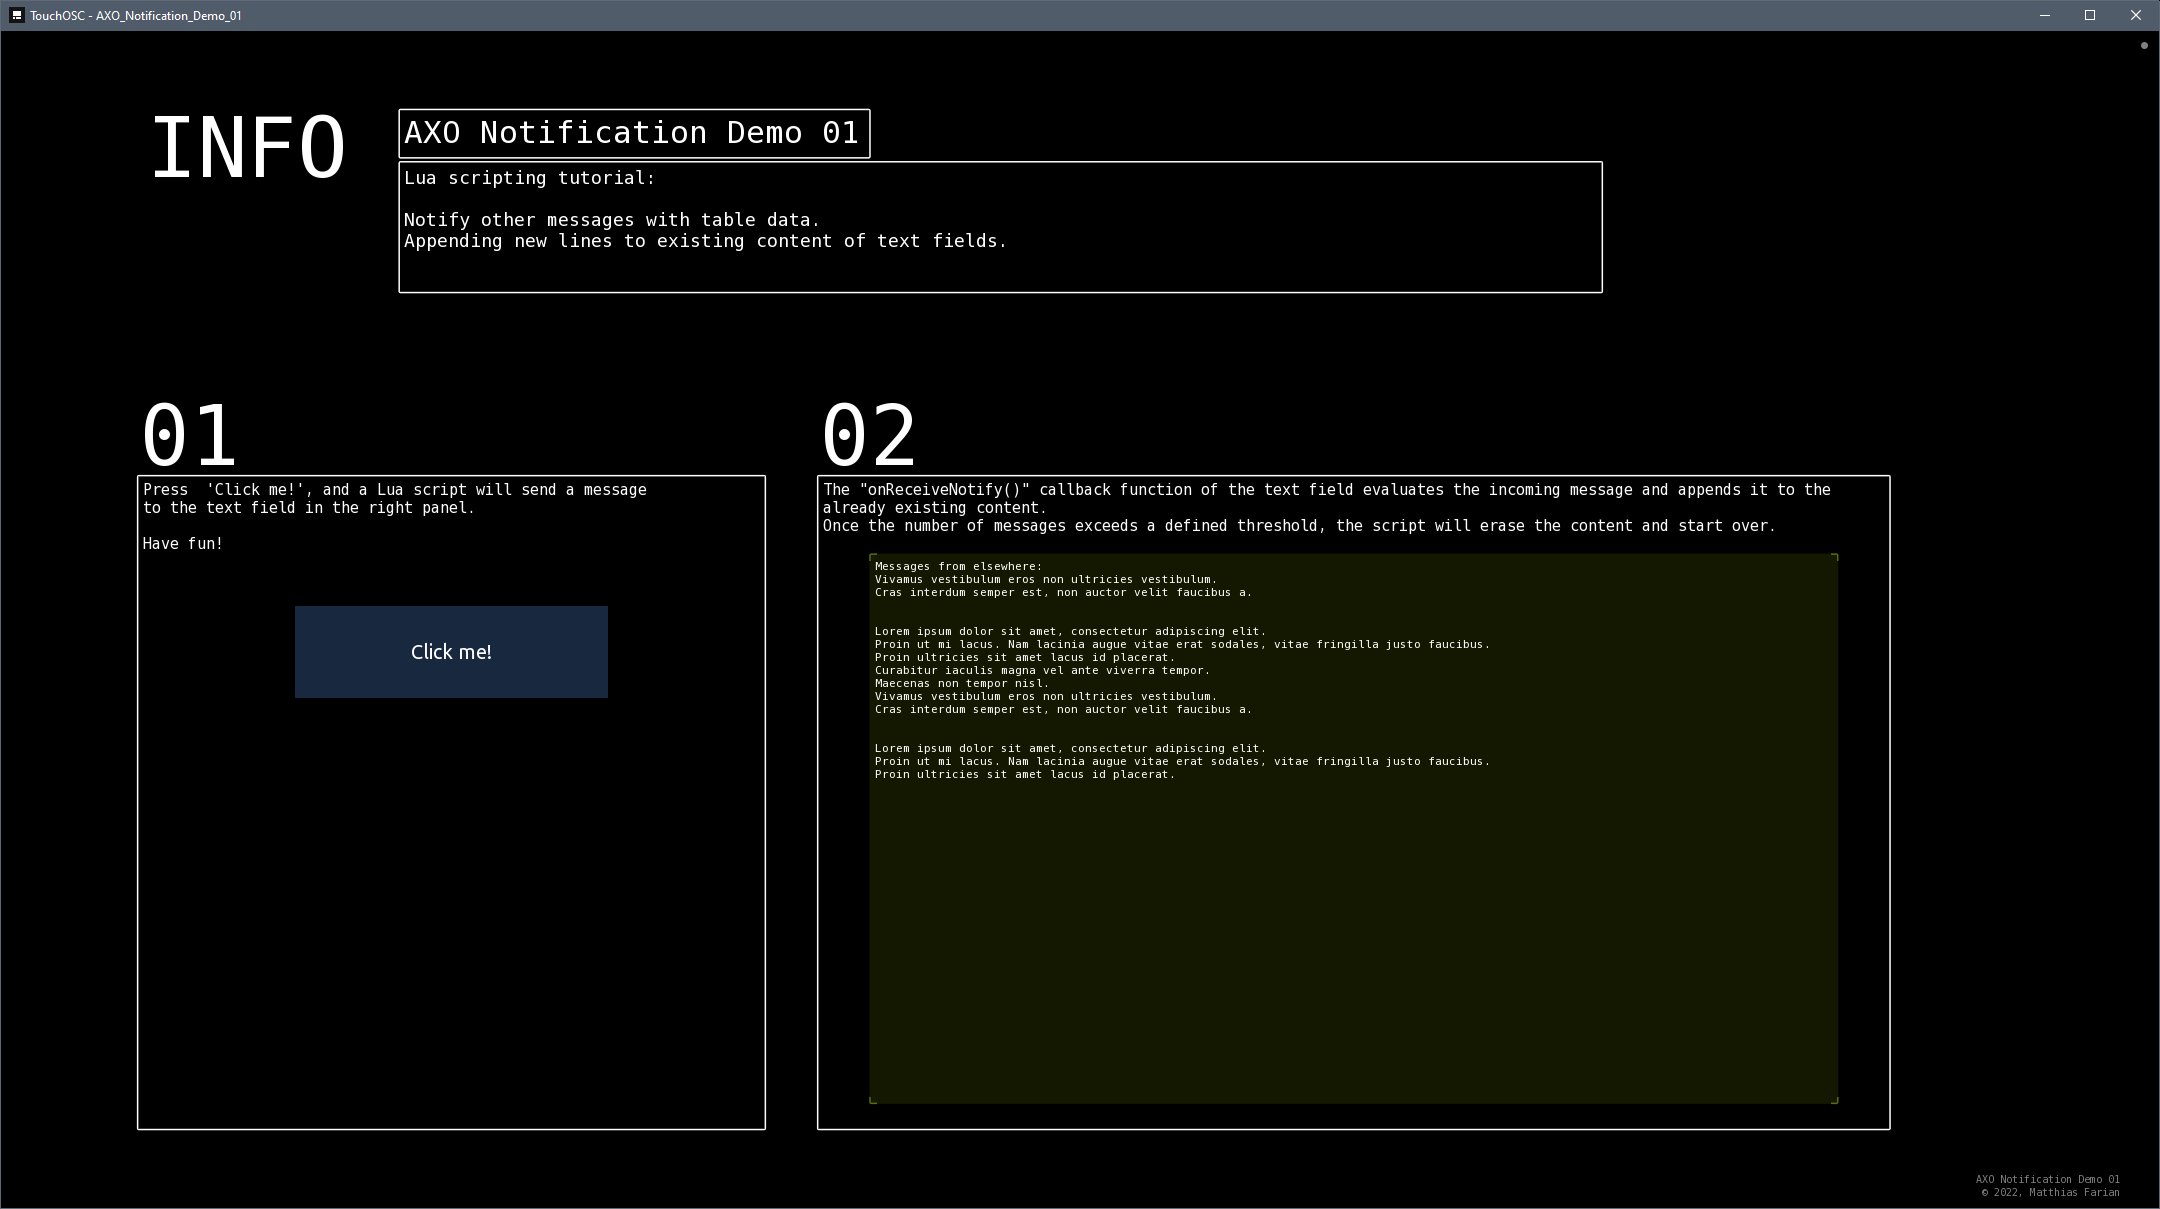 TouchOSC - AXO_Notification_Demo_01
INFO
AXO Notification Demo 01
Lua scripting tutorial:
Notify other messages with table data.
Appending new lines to existing content of text fields.
01
Press  'Click me!', and a Lua script will send a message
to the text field in the right panel.
Have fun!
Click me!
02
The "onReceiveNotify()" callback function of the text field evaluates the incoming message and appends it to the
already existing content.
Once the number of messages exceeds a defined threshold, the script will erase the content and start over.
Messages from elsewhere:
Vivamus vestibulum eros non ultricies vestibulum.
Cras interdum semper est, non auctor velit faucibus a.
Lorem ipsum dolor sit amet, consectetur adipiscing elit.
Proin ut mi lacus. Nam lacinia augue vitae erat sodales, vitae fringilla justo faucibus.
Proin ultricies sit amet lacus id placerat.
Curabitur iaculis magna vel ante viverra tempor.
Maecenas non tempor nisl.
Vivamus vestibulum eros non ultricies vestibulum.
Cras interdum semper est, non auctor velit faucibus a.
Lorem ipsum dolor sit amet, consectetur adipiscing elit.
Proin ut mi lacus. Nam lacinia augue vitae erat sodales, vitae fringilla justo faucibus.
Proin ultricies sit amet lacus id placerat.
AXO Notification Demo 01
© 2022, Matthias Farian